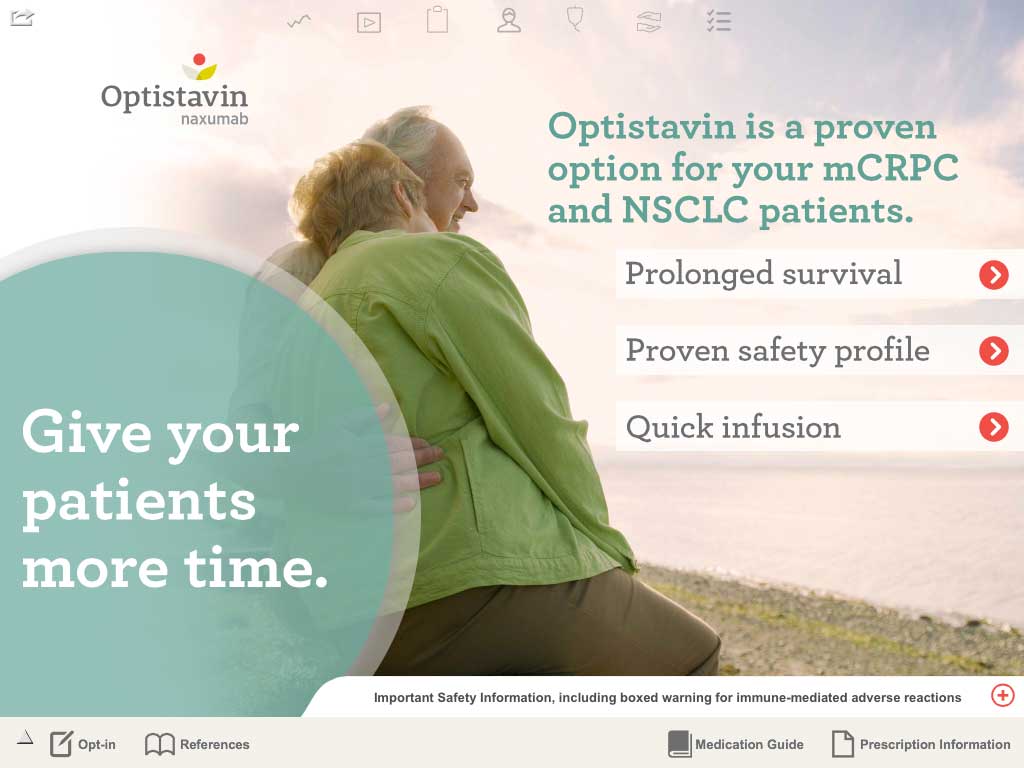 Optistavin
naxumab
Optistavin is a proven
option for your mCRPC
and NSCLC patients.
Prolonged survival
Proven safety profile
Quick infusion
Give your
patients
more time.
Important Safety Information, including boxed warning for immune-mediated adverse reactions
Opt-in
References
Medication Guide
Prescription Information